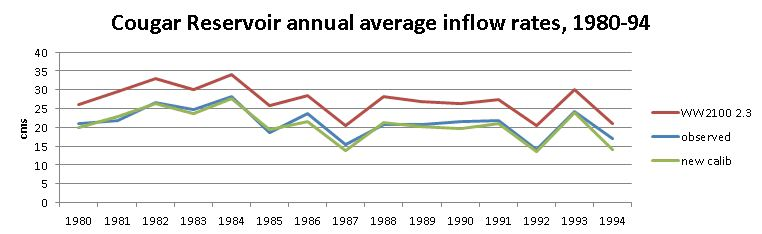 Cougar Reservoir annual average inflow rates, 1980-94
40
35
30
25
20
15
10
5
0
cms
1980 1981 1982 1983 1984 1985 1986 1987 1988 1989 1990 1991 1992 1993 1994
WW2100 2.3
observed
new calib